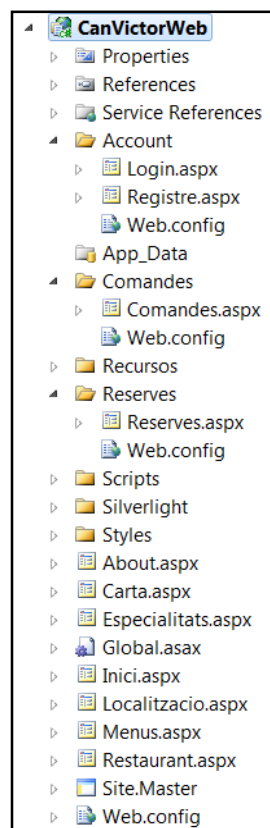 CanVictorWeb
Properties
References
Service References
Account
Login.aspx
Registre.aspx
Web.config
App_Data
Comandes
Comandes.aspx
Web.config
Recursos
Reserves
Reserves.aspx
Web.config
Scripts
Silverlight
Styles
About.aspx
Carta.aspx
Especialitats.aspx
Global.asax
Inici.aspx
Localitzacio.aspx
Menus.aspx
Restaurant.aspx
Site.Master
Web.config